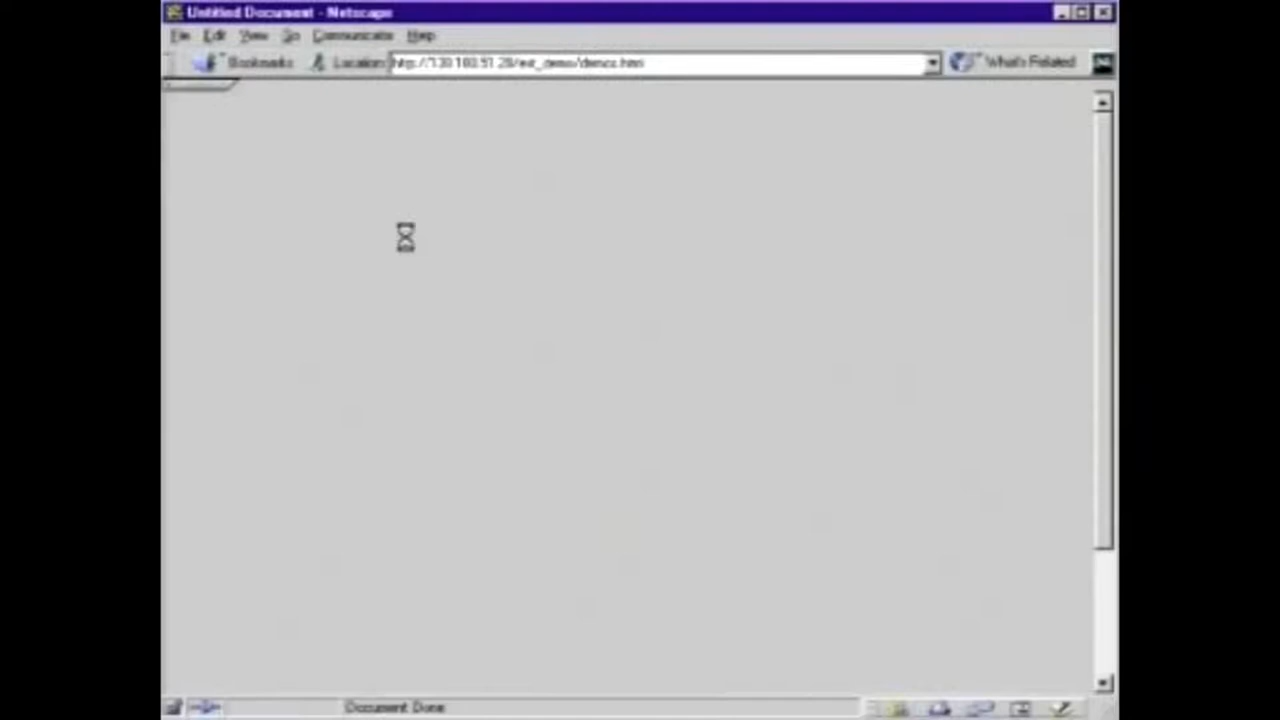 Untitled Document - Netscape
File Edit View Go Communicator Help
Bookmarks Location: What's Related
Document Done